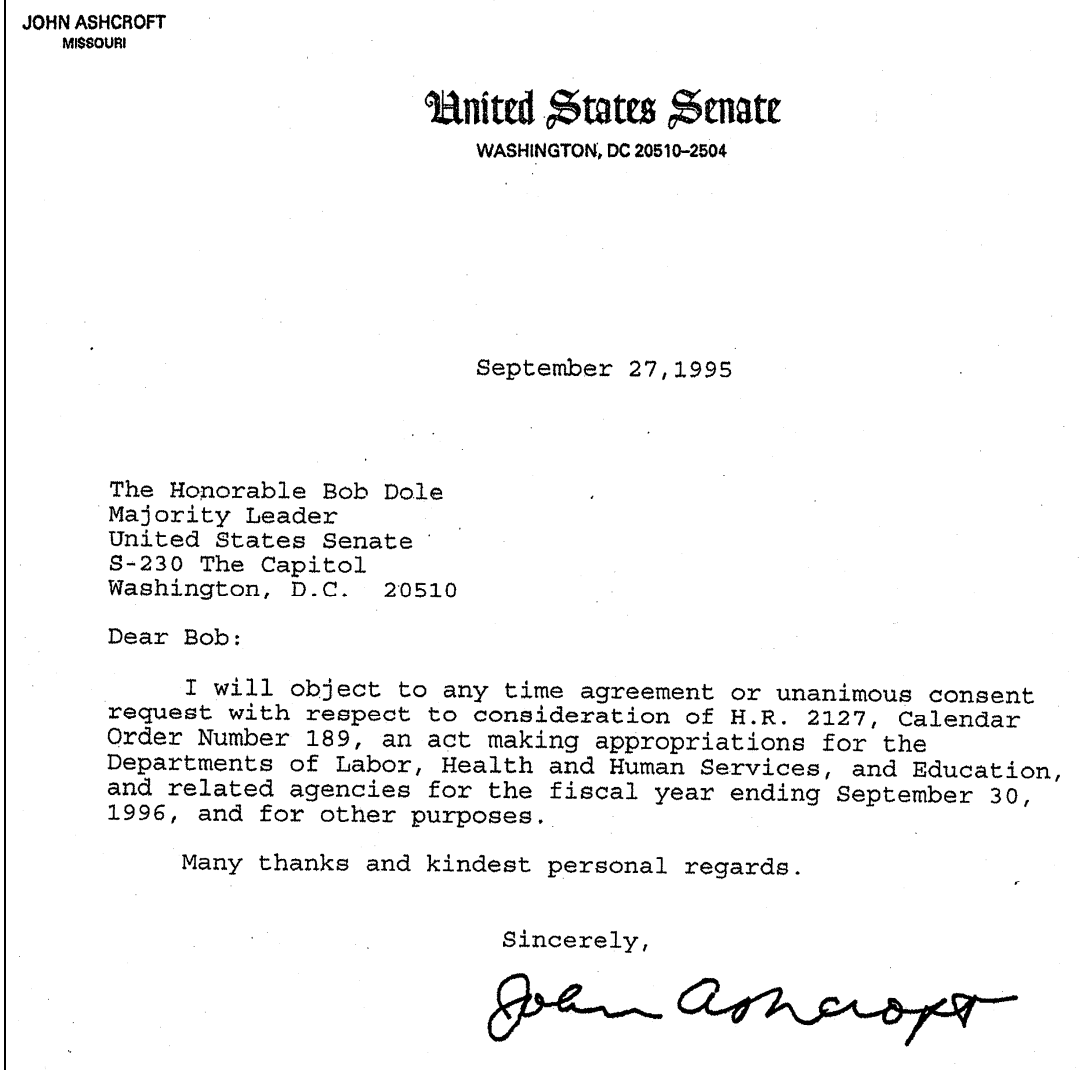 JOHN ASHCROFT
MISSOURI
United States Senate
WASHINGTON, DC 20510–2504
September 27,1995
The Honorable Bob Dole
Majority Leader
United States Senate
S-230 The Capitol
Washington, D.C. 20510
Dear Bob:
I will object to any time agreement or unanimous consent
request with respect to consideration of H.R. 2127, Calendar
Order Number 189, an act making appropriations for the
Departments of Labor, Health and Human Services, and Education,
and related agencies for the fiscal year ending September 30,
1996, and for other purposes.
Many thanks and kindest personal regards.
Sincerely,
John Ashcroft